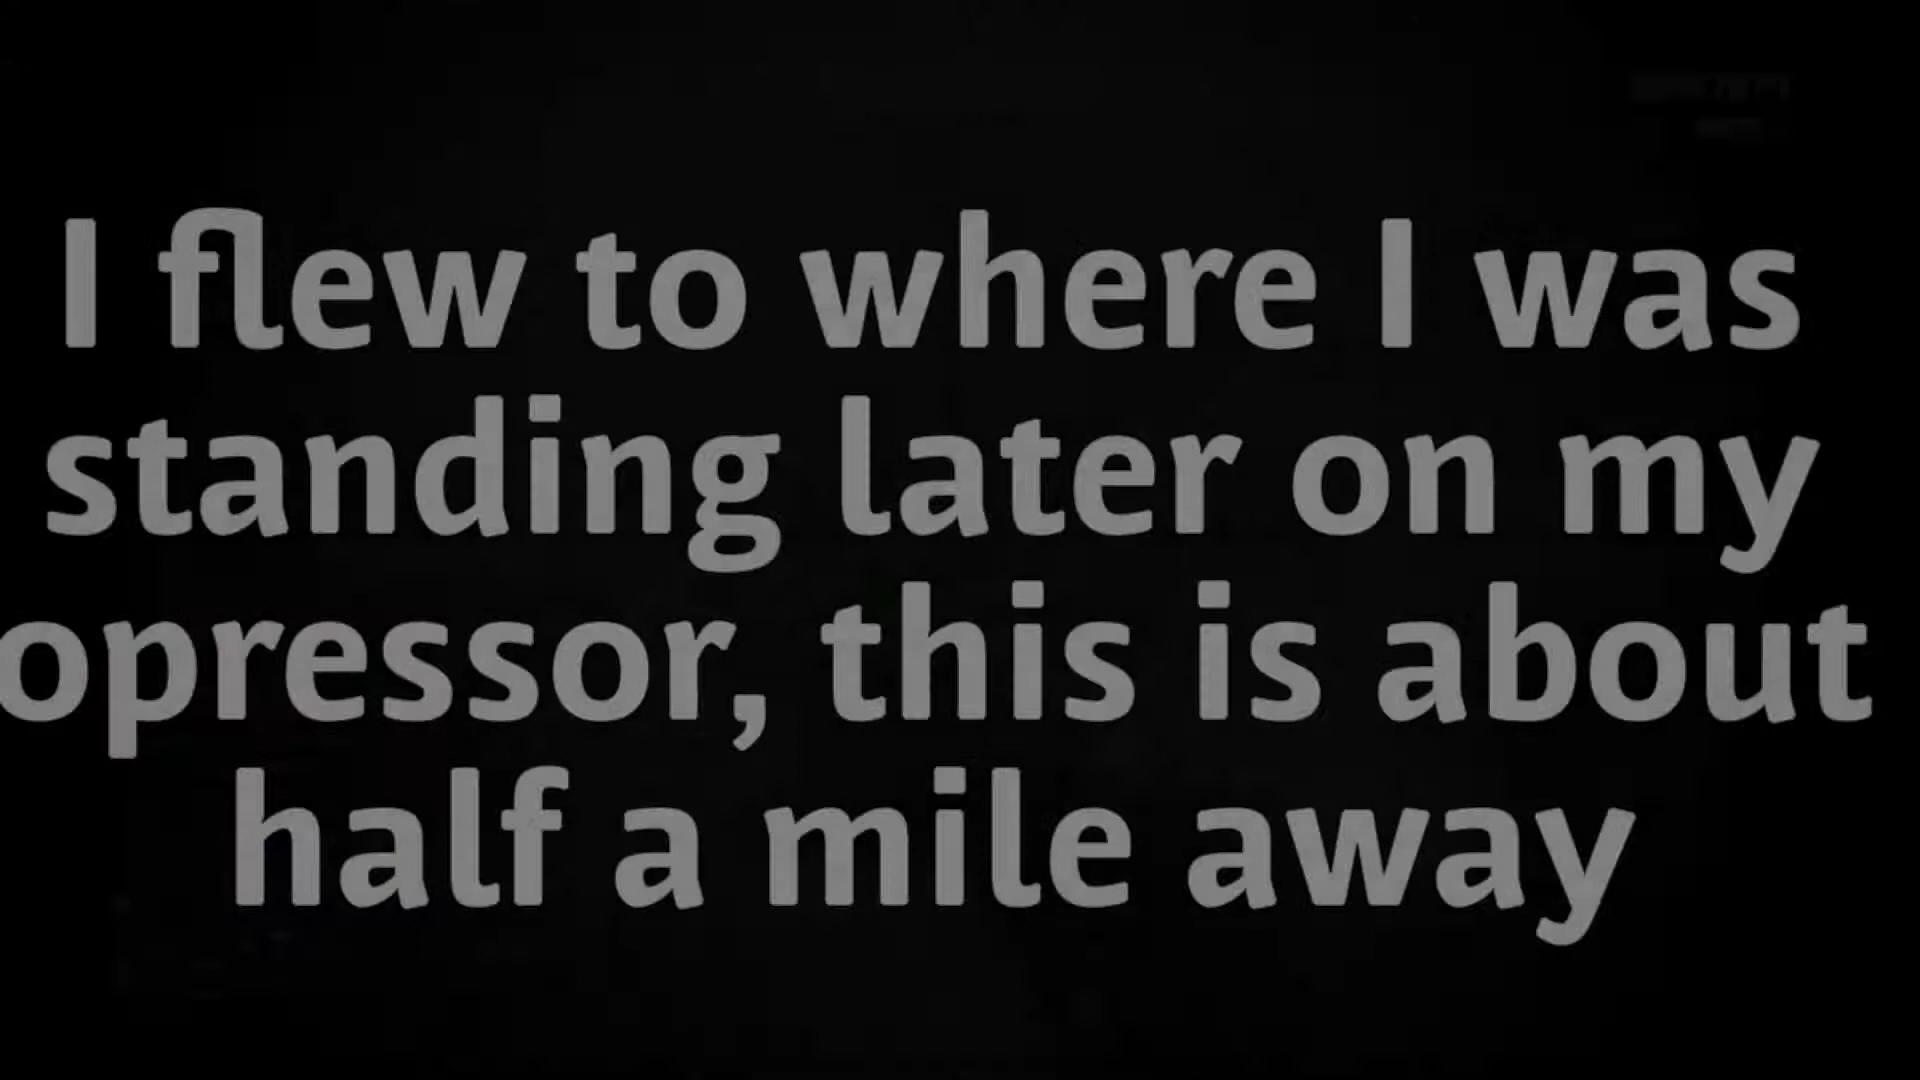 I flew to where I was
standing later on my
opressor, this is about
half a mile away